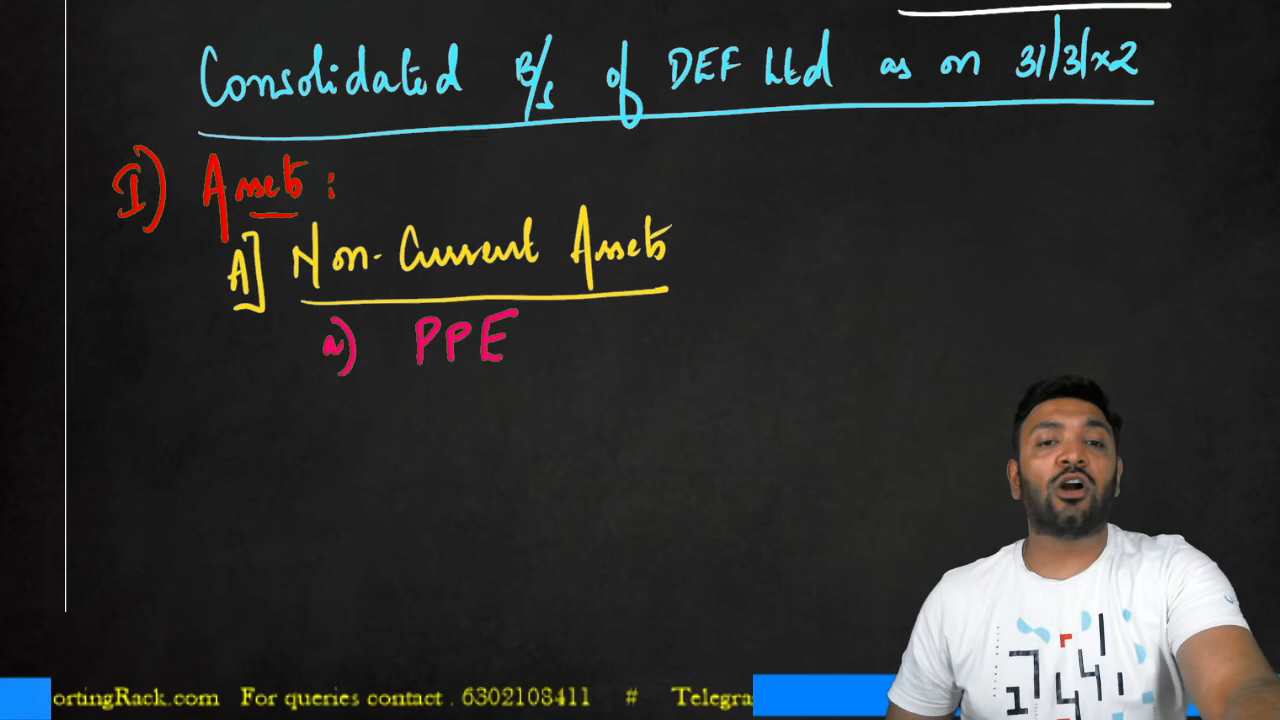 Consolidated B/s of DEF Ltd as on 31/3/x2
I) Assets :
A] Non-Current Assets
a) PPE
ortingRack.com For queries contact . 6302108411 # Telegra